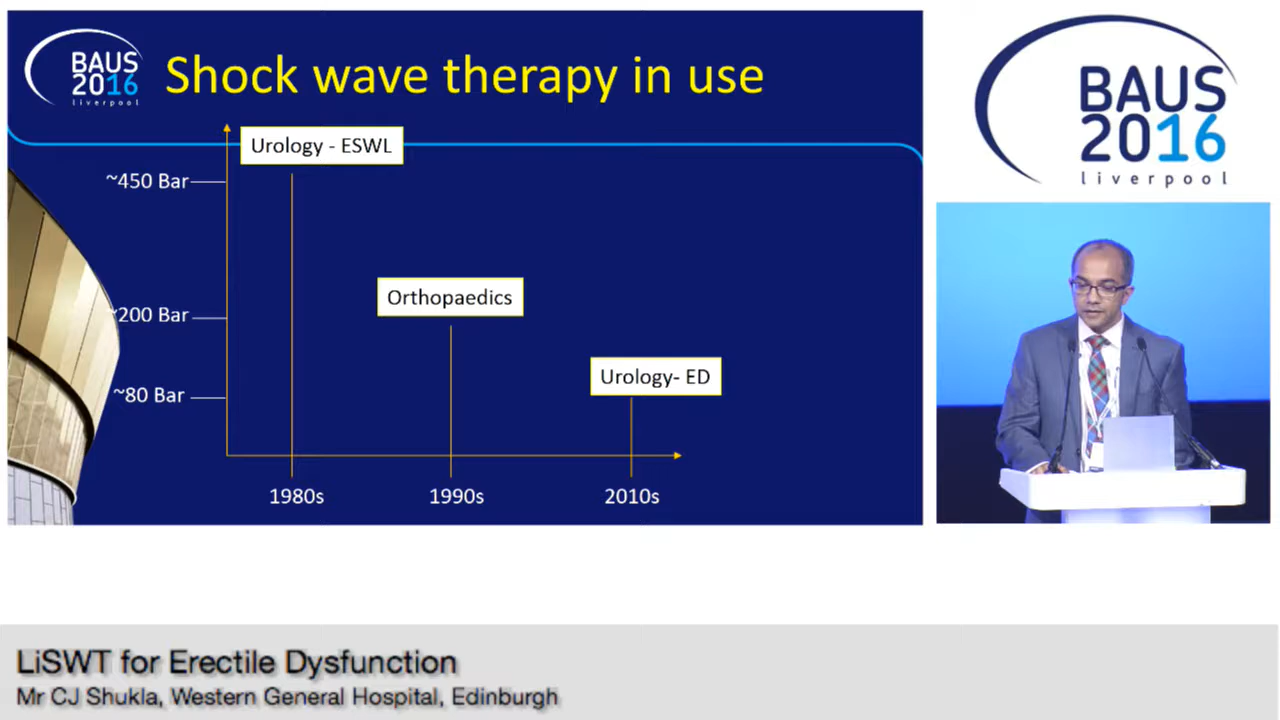 BAUS
2016
liverpool
Shock wave therapy in use
Urology - ESWL
~450 Bar
Orthopaedics
~200 Bar
Urology- ED
~80 Bar
1980s
1990s
2010s
BAUS
2016
liverpool
LiSWT for Erectile Dysfunction
Mr CJ Shukla, Western General Hospital, Edinburgh